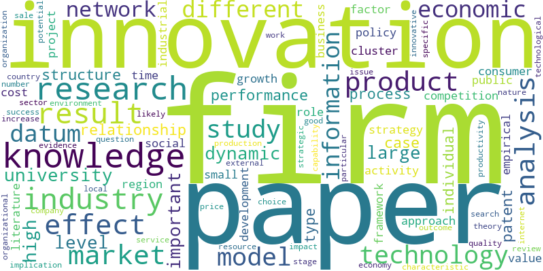 innovation
firm
paper
network
different
economic
organization
sale
potential
project
industrial
business
work
factor
policy
cluster
innovative
specific
technological
country
number
cost
structure
time
research
growth
performance
information
product
process
issue
nature
consumer
public
competition
sector
environment
success
increase
likely
result
datum
relationship
role
good
study
dynamic
strategic
capability
particular
large
strategy
case
activity
individual
productivity
empirical
analysis
evidence
question
production
external
knowledge
social
university
small
local
region
important
industry
literature
organizational
company
price
choice
development
type
framework
approach
theory
patent
search
internet
effect
high
level
service
implication
market
model
resource
impact
stage
economy
outcome
characteristic
technology
quality
review
value